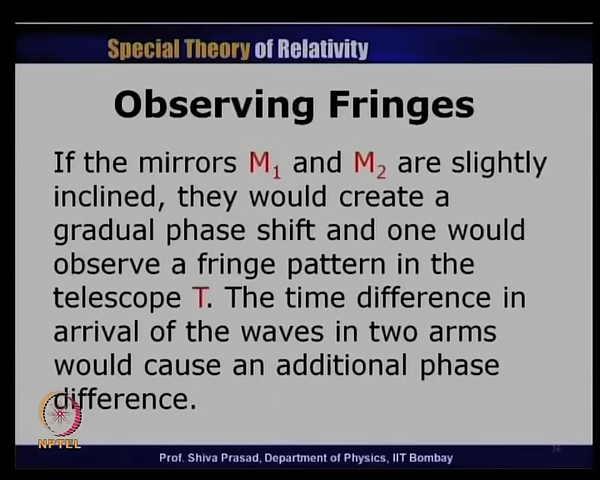 Special Theory of Relativity
Observing Fringes
If the mirrors M₁ and M₂ are slightly
inclined, they would create a
gradual phase shift and one would
observe a fringe pattern in the
telescope T. The time difference in
arrival of the waves in two arms
would cause an additional phase
difference.
NPTEL
16
Prof. Shiva Prasad, Department of Physics, IIT Bombay